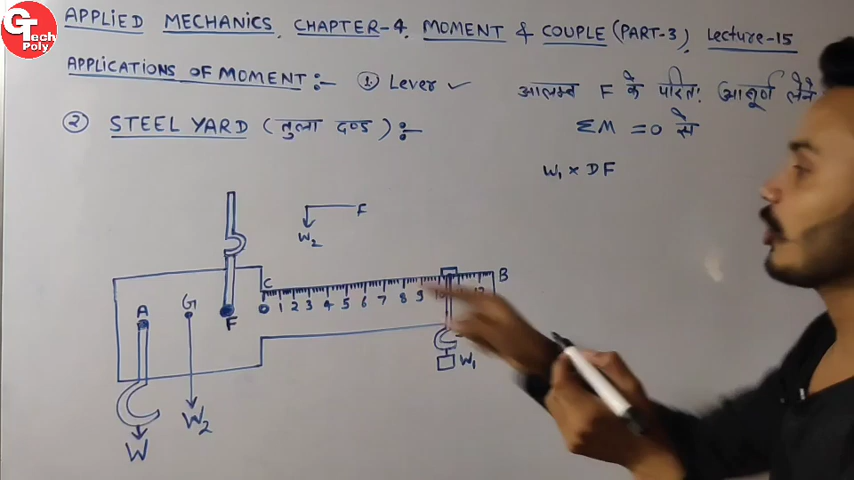 G Tech Poly
APPLIED MECHANICS, CHAPTER-4, MOMENT & COUPLE (PART-3), Lecture-15
APPLICATIONS OF MOMENT :- ① Lever ✓
आलम्ब F के परितः आघूर्ण लेने
② STEEL YARD (तुला दण्ड) :-
ΣM = 0 से
W₁ × DF
F
W₂
C
B
0 1 2 3 4 5 6 7 8 9 10 12
A
G
F
W₁
W₂
W